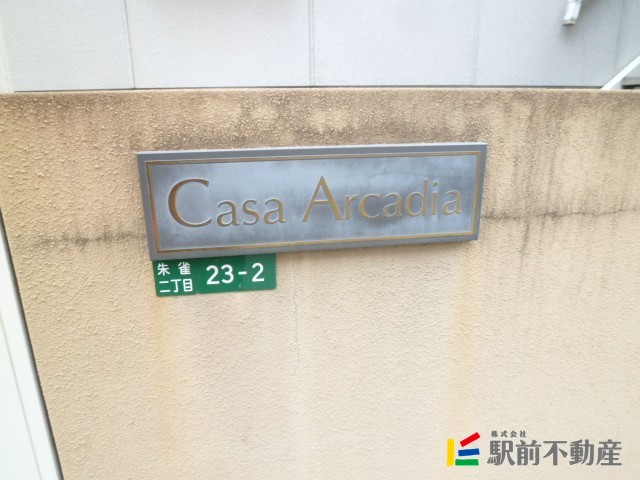 Casa Arcadia
朱雀
二丁目 23-2
株式会社
駅前不動産